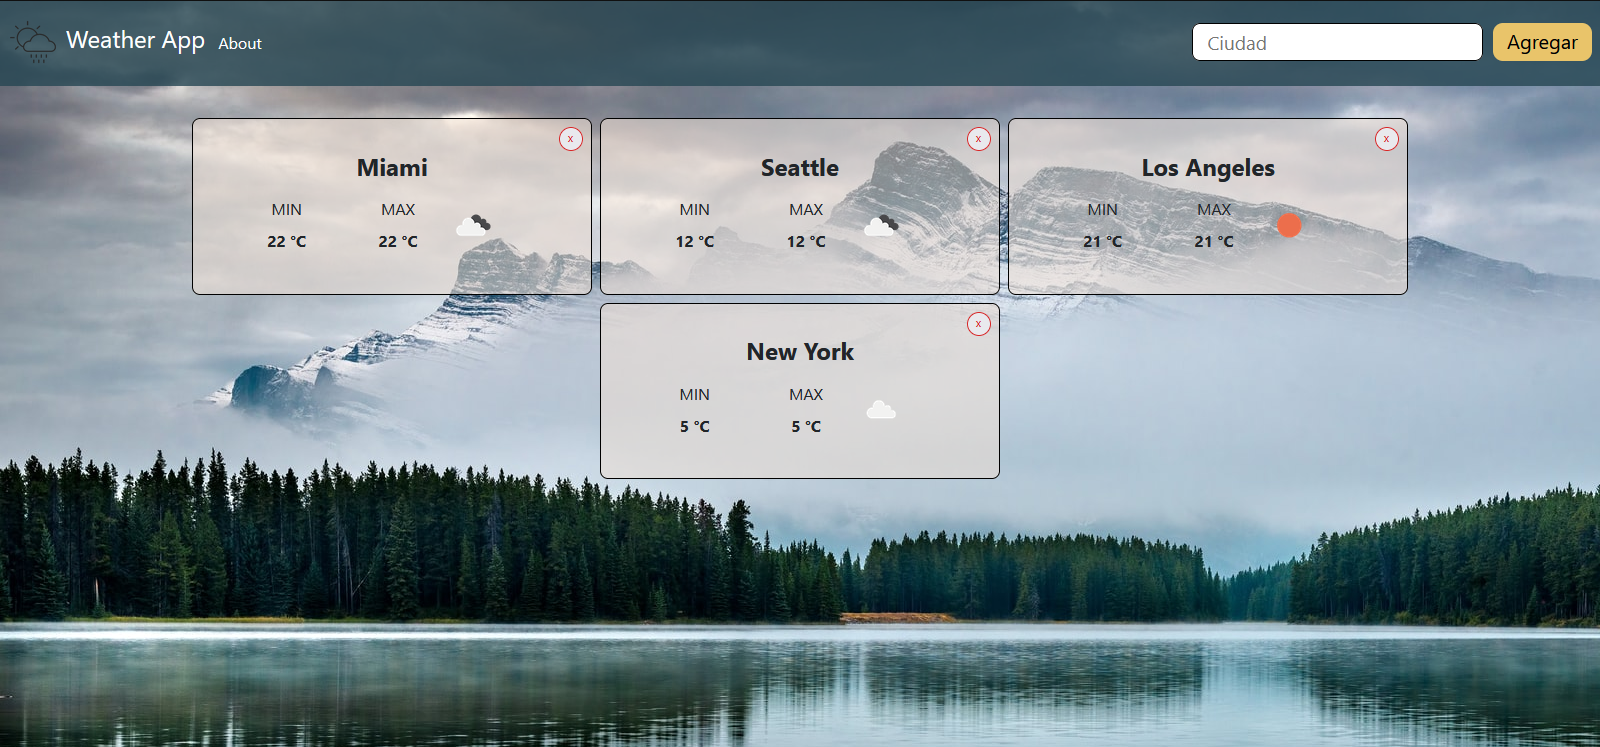 Weather App About
Ciudad
Agregar
x
Miami
MIN MAX
22 °C 22 °C
x
Seattle
MIN MAX
12 °C 12 °C
x
Los Angeles
MIN MAX
21 °C 21 °C
x
New York
MIN MAX
5 °C 5 °C